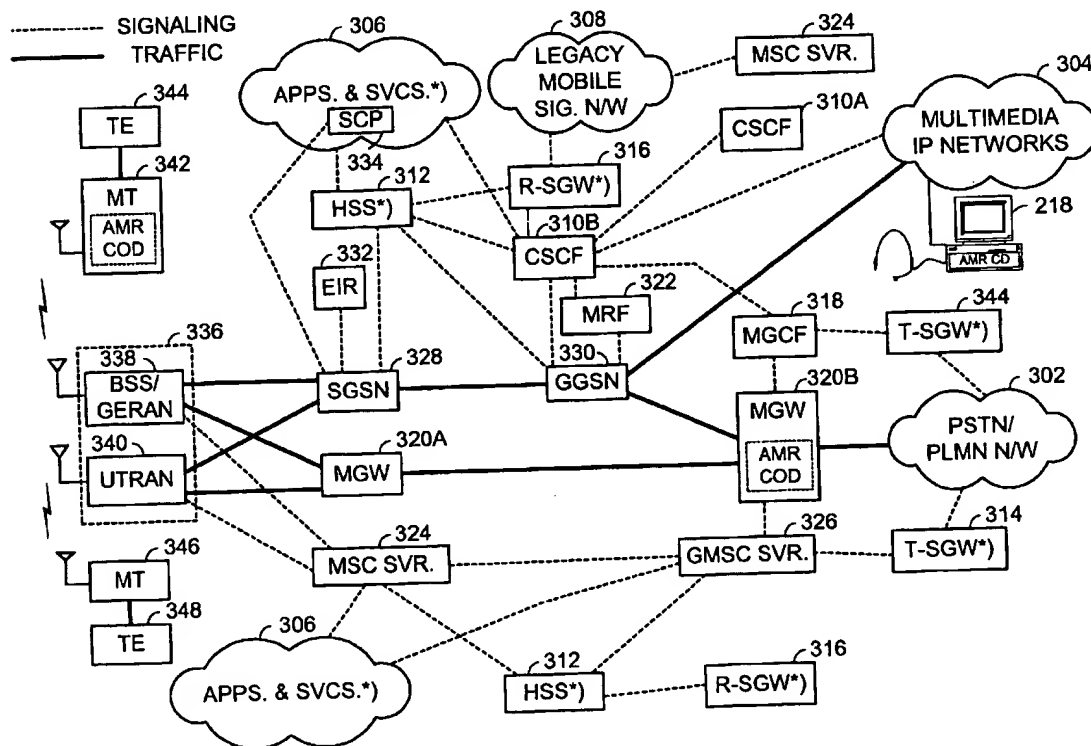 SIGNALING
TRAFFIC
306
308
324
304
LEGACY
MOBILE
SIG. N/W
MSC SVR.
APPS. & SVCS.*)
SCP
334
310A
CSCF
MULTIMEDIA
IP NETWORKS
344
TE
342
MT
AMR
COD
312
HSS*)
316
R-SGW*)
310B
CSCF
218
AMR CD
332
EIR
322
MRF
318
MGCF
344
T-SGW*)
336
338
BSS/
GERAN
328
SGSN
330
GGSN
320B
MGW
AMR
COD
302
PSTN/
PLMN N/W
340
UTRAN
320A
MGW
324
MSC SVR.
326
GMSC SVR.
314
T-SGW*)
346
MT
348
TE
306
APPS. & SVCS.*)
312
HSS*)
316
R-SGW*)